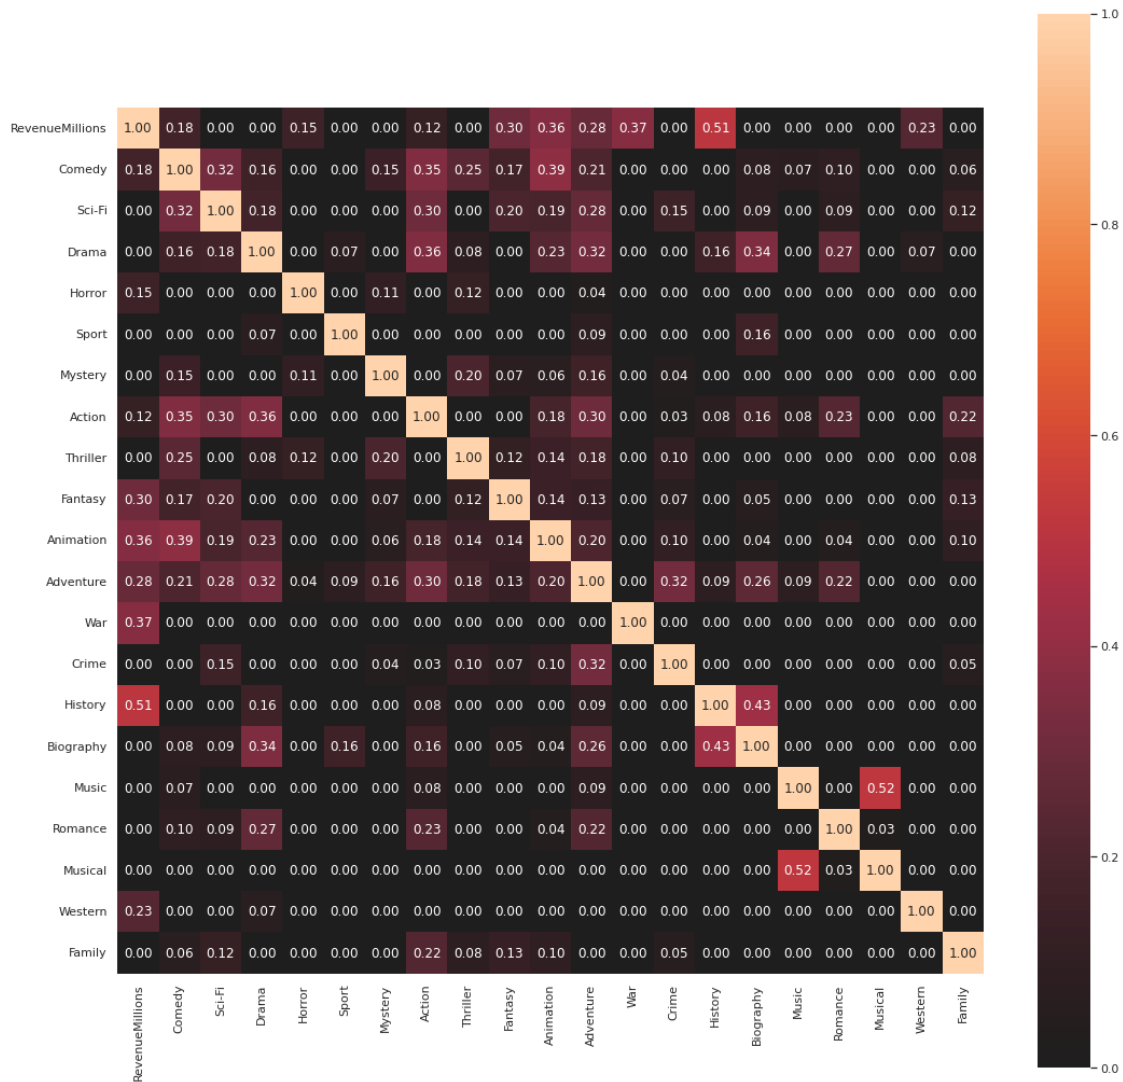 1.0
RevenueMillions 1.00 0.18 0.00 0.00 0.15 0.00 0.00 0.12 0.00 0.30 0.36 0.28 0.37 0.00 0.51 0.00 0.00 0.00 0.00 0.23 0.00
Comedy 0.18 1.00 0.32 0.16 0.00 0.00 0.15 0.35 0.25 0.17 0.39 0.21 0.00 0.00 0.00 0.08 0.07 0.10 0.00 0.00 0.06
Sci-Fi 0.00 0.32 1.00 0.18 0.00 0.00 0.00 0.30 0.00 0.20 0.19 0.28 0.00 0.15 0.00 0.09 0.00 0.09 0.00 0.00 0.12
0.8
Drama 0.00 0.16 0.18 1.00 0.00 0.07 0.00 0.36 0.08 0.00 0.23 0.32 0.00 0.00 0.16 0.34 0.00 0.27 0.00 0.07 0.00
Horror 0.15 0.00 0.00 0.00 1.00 0.00 0.11 0.00 0.12 0.00 0.00 0.04 0.00 0.00 0.00 0.00 0.00 0.00 0.00 0.00 0.00
Sport 0.00 0.00 0.00 0.07 0.00 1.00 0.00 0.00 0.00 0.00 0.00 0.09 0.00 0.00 0.00 0.16 0.00 0.00 0.00 0.00 0.00
Mystery 0.00 0.15 0.00 0.00 0.11 0.00 1.00 0.00 0.20 0.07 0.06 0.16 0.00 0.04 0.00 0.00 0.00 0.00 0.00 0.00 0.00
Action 0.12 0.35 0.30 0.36 0.00 0.00 0.00 1.00 0.00 0.00 0.18 0.30 0.00 0.03 0.08 0.16 0.08 0.23 0.00 0.00 0.22
0.6
Thriller 0.00 0.25 0.00 0.08 0.12 0.00 0.20 0.00 1.00 0.12 0.14 0.18 0.00 0.10 0.00 0.00 0.00 0.00 0.00 0.00 0.08
Fantasy 0.30 0.17 0.20 0.00 0.00 0.00 0.07 0.00 0.12 1.00 0.14 0.13 0.00 0.07 0.00 0.05 0.00 0.00 0.00 0.00 0.13
Animation 0.36 0.39 0.19 0.23 0.00 0.00 0.06 0.18 0.14 0.14 1.00 0.20 0.00 0.10 0.00 0.04 0.00 0.04 0.00 0.00 0.10
Adventure 0.28 0.21 0.28 0.32 0.04 0.09 0.16 0.30 0.18 0.13 0.20 1.00 0.00 0.32 0.09 0.26 0.09 0.22 0.00 0.00 0.00
War 0.37 0.00 0.00 0.00 0.00 0.00 0.00 0.00 0.00 0.00 0.00 0.00 1.00 0.00 0.00 0.00 0.00 0.00 0.00 0.00 0.00
0.4
Crime 0.00 0.00 0.15 0.00 0.00 0.00 0.04 0.03 0.10 0.07 0.10 0.32 0.00 1.00 0.00 0.00 0.00 0.00 0.00 0.00 0.05
History 0.51 0.00 0.00 0.16 0.00 0.00 0.00 0.08 0.00 0.00 0.00 0.09 0.00 0.00 1.00 0.43 0.00 0.00 0.00 0.00 0.00
Biography 0.00 0.08 0.09 0.34 0.00 0.16 0.00 0.16 0.00 0.05 0.04 0.26 0.00 0.00 0.43 1.00 0.00 0.00 0.00 0.00 0.00
Music 0.00 0.07 0.00 0.00 0.00 0.00 0.00 0.08 0.00 0.00 0.00 0.09 0.00 0.00 0.00 0.00 1.00 0.00 0.52 0.00 0.00
Romance 0.00 0.10 0.09 0.27 0.00 0.00 0.00 0.23 0.00 0.00 0.04 0.22 0.00 0.00 0.00 0.00 0.00 1.00 0.03 0.00 0.00
0.2
Musical 0.00 0.00 0.00 0.00 0.00 0.00 0.00 0.00 0.00 0.00 0.00 0.00 0.00 0.00 0.00 0.00 0.52 0.03 1.00 0.00 0.00
Western 0.23 0.00 0.00 0.07 0.00 0.00 0.00 0.00 0.00 0.00 0.00 0.00 0.00 0.00 0.00 0.00 0.00 0.00 0.00 1.00 0.00
Family 0.00 0.06 0.12 0.00 0.00 0.00 0.00 0.22 0.08 0.13 0.10 0.00 0.00 0.05 0.00 0.00 0.00 0.00 0.00 0.00 1.00
RevenueMillions Comedy Sci-Fi Drama Horror Sport Mystery Action Thriller Fantasy Animation Adventure War Crime History Biography Music Romance Musical Western Family
0.0